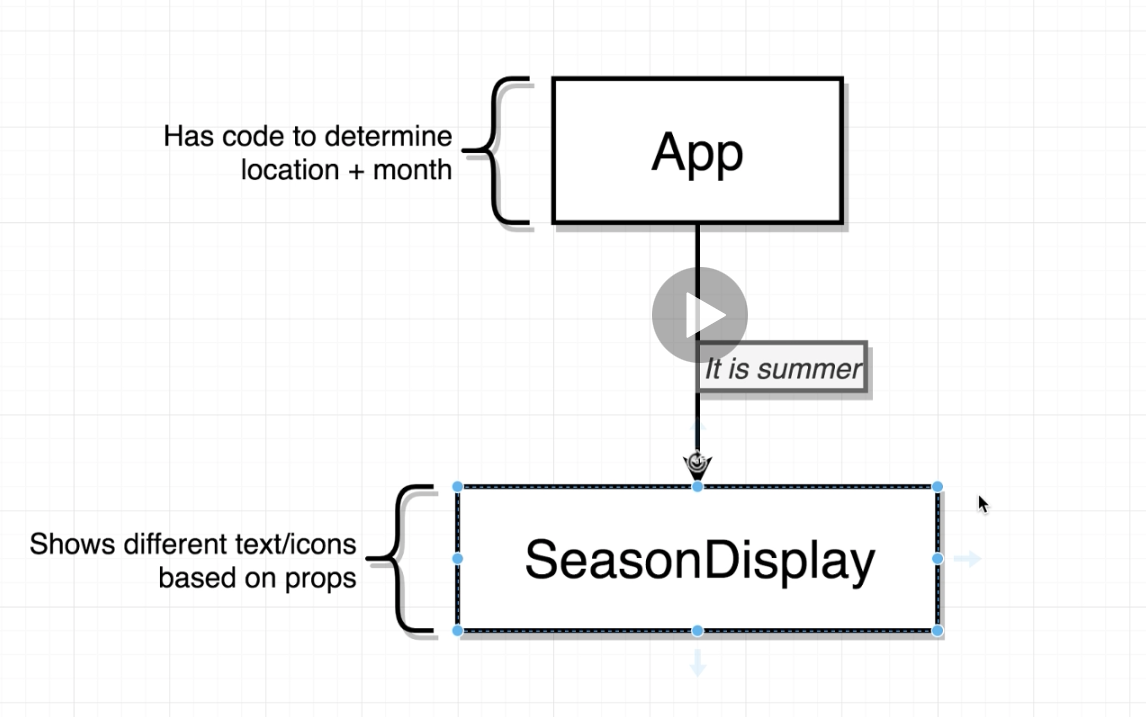 Has code to determine
location + month
App
It is summer
Shows different text/icons
based on props
SeasonDisplay